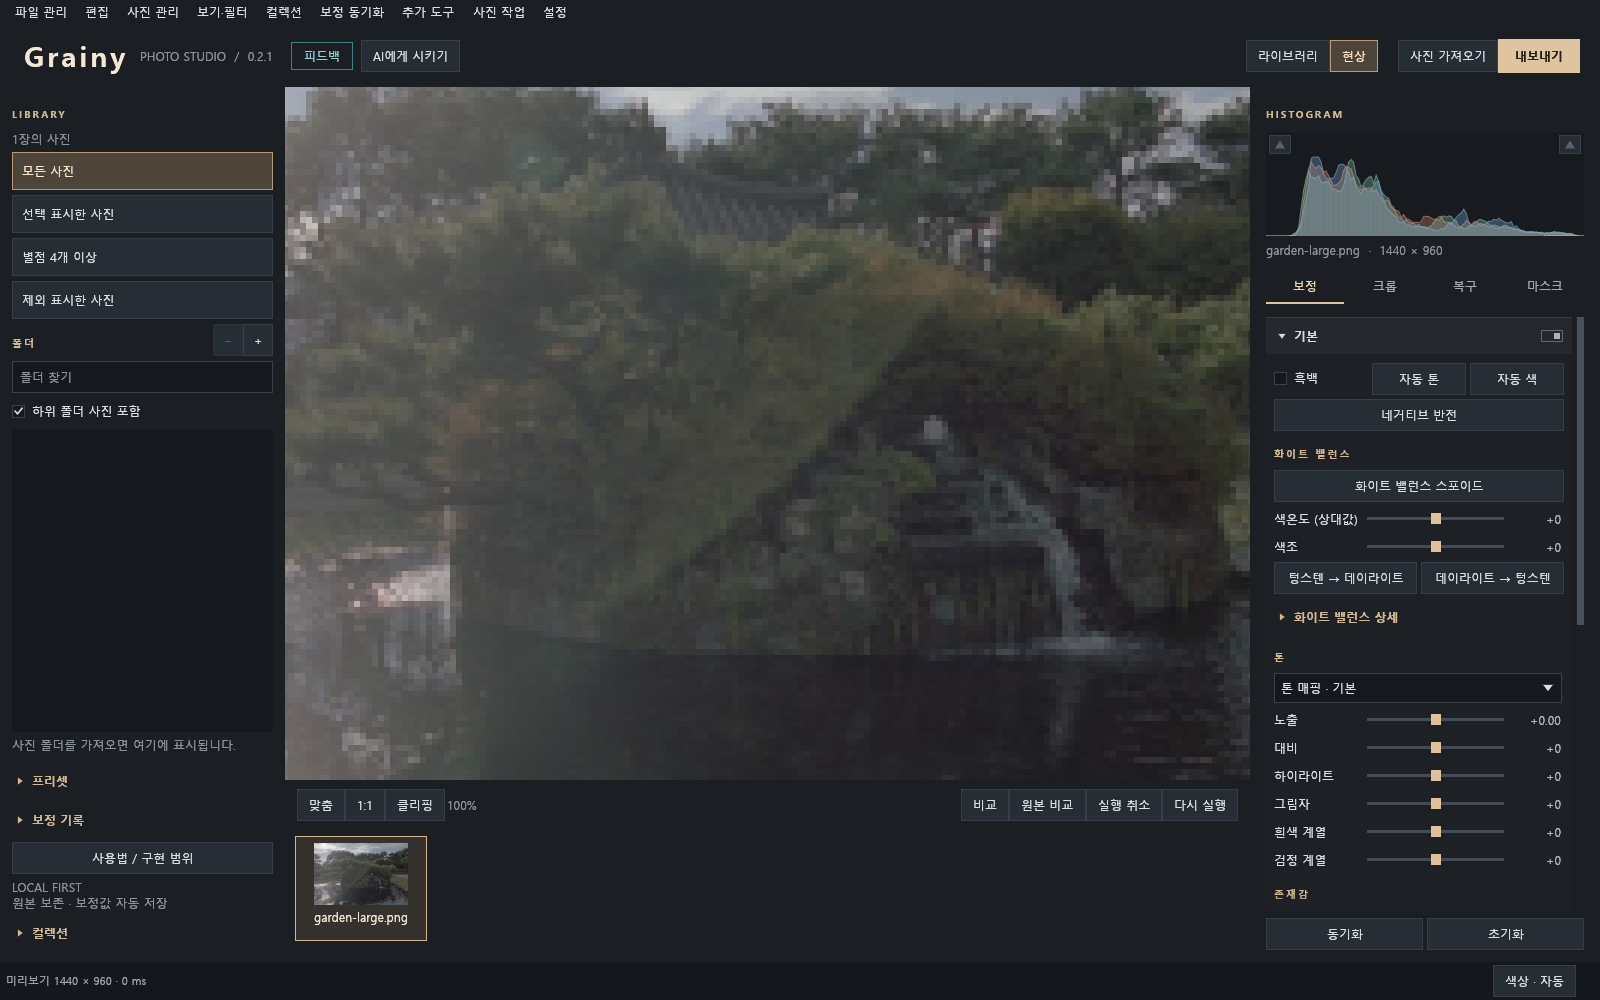 파일 관리 편집 사진 관리 보기·필터 컬렉션 보정 동기화 추가 도구 사진 작업 설정
Grainy PHOTO STUDIO / 0.2.1 피드백 AI에게 시키기 라이브러리 현상 사진 가져오기 내보내기
LIBRARY
1장의 사진
모든 사진
선택 표시한 사진
별점 4개 이상
제외 표시한 사진
폴더 − +
폴더 찾기
하위 폴더 사진 포함
사진 폴더를 가져오면 여기에 표시됩니다.
프리셋
보정 기록
사용법 / 구현 범위
LOCAL FIRST
원본 보존 · 보정값 자동 저장
컬렉션
맞춤 1:1 클리핑 100% 비교 원본 비교 실행 취소 다시 실행
garden-large.png
HISTOGRAM
garden-large.png · 1440 × 960
보정 크롭 복구 마스크
기본
흑백 자동 톤 자동 색
네거티브 반전
화이트 밸런스
화이트 밸런스 스포이드
색온도 (상대값) +0
색조 +0
텅스텐 → 데이라이트 데이라이트 → 텅스텐
화이트 밸런스 상세
톤
톤 매핑 · 기본
노출 +0.00
대비 +0
하이라이트 +0
그림자 +0
흰색 계열 +0
검정 계열 +0
존재감
동기화 초기화
미리보기 1440 × 960 · 0 ms 색상 · 자동